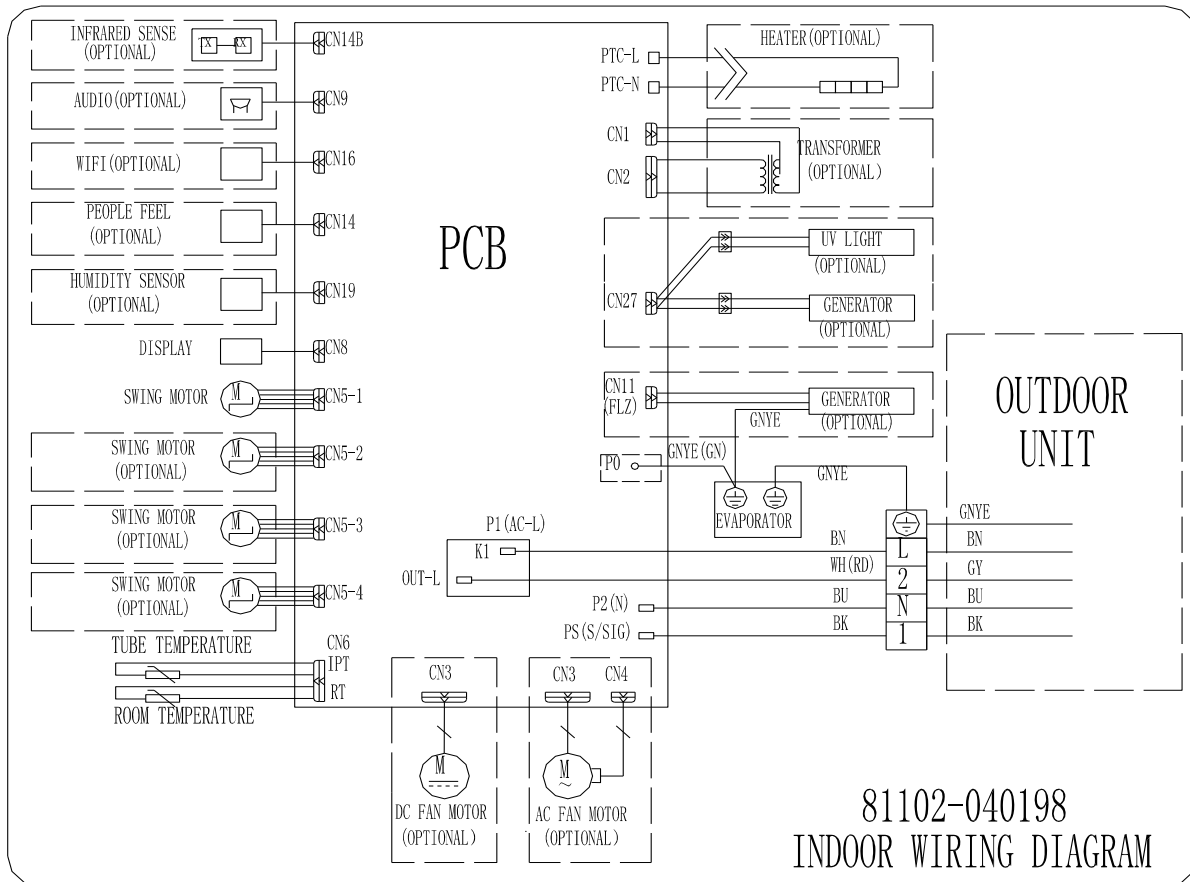 INFRARED SENSE
(OPTIONAL)
TX
RX
CN14B
AUDIO(OPTIONAL)
CN9
WIFI(OPTIONAL)
CN16
PEOPLE FEEL
(OPTIONAL)
CN14
HUMIDITY SENSOR
(OPTIONAL)
CN19
DISPLAY
CN8
SWING MOTOR
M
CN5-1
SWING MOTOR
(OPTIONAL)
M
CN5-2
SWING MOTOR
(OPTIONAL)
M
CN5-3
SWING MOTOR
(OPTIONAL)
M
CN5-4
TUBE TEMPERATURE
CN6
IPT
RT
ROOM TEMPERATURE
PCB
PTC-L
PTC-N
HEATER(OPTIONAL)
CN1
CN2
TRANSFORMER
(OPTIONAL)
CN27
UV LIGHT
(OPTIONAL)
GENERATOR
(OPTIONAL)
CN11
(FLZ)
GENERATOR
(OPTIONAL)
GNYE
P0
GNYE(GN)
GNYE
EVAPORATOR
P1(AC-L)
K1
OUT-L
P2(N)
PS(S/SIG)
BN
WH(RD)
BU
BK
L
2
N
1
GNYE
BN
GY
BU
BK
OUTDOOR
UNIT
CN3
M
DC FAN MOTOR
(OPTIONAL)
CN3
CN4
M
~
AC FAN MOTOR
(OPTIONAL)
81102-040198
INDOOR WIRING DIAGRAM